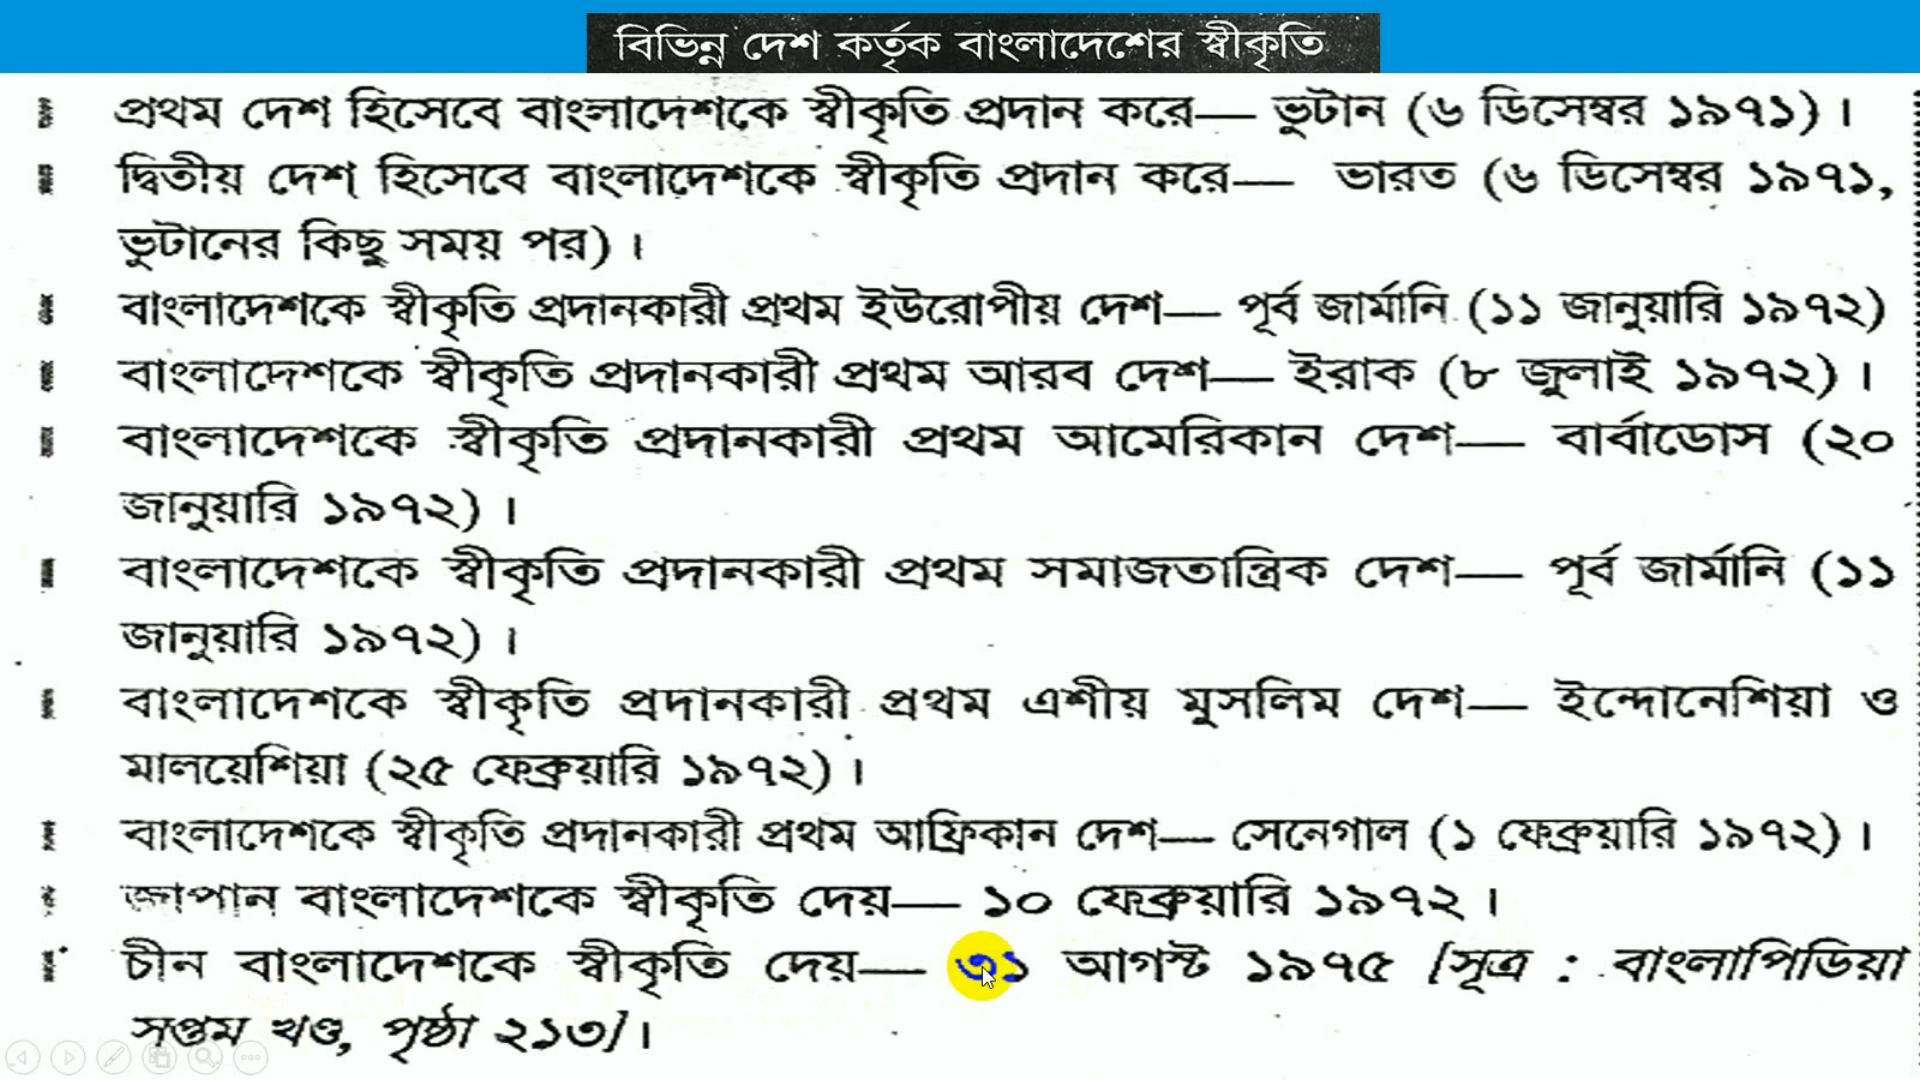 বিভিন্ন দেশ কর্তৃক বাংলাদেশের স্বীকৃতি
প্রথম দেশ হিসেবে বাংলাদেশকে স্বীকৃতি প্রদান করে— ভুটান (৬ ডিসেম্বর ১৯৭১)।
দ্বিতীয় দেশ হিসেবে বাংলাদেশকে স্বীকৃতি প্রদান করে— ভারত (৬ ডিসেম্বর ১৯৭১,
ভুটানের কিছু সময় পর)।
বাংলাদেশকে স্বীকৃতি প্রদানকারী প্রথম ইউরোপীয় দেশ— পূর্ব জার্মানি (১১ জানুয়ারি ১৯৭২)
বাংলাদেশকে স্বীকৃতি প্রদানকারী প্রথম আরব দেশ— ইরাক (৮ জুলাই ১৯৭২)।
বাংলাদেশকে স্বীকৃতি প্রদানকারী প্রথম আমেরিকান দেশ— বার্বাডোস (২০
জানুয়ারি ১৯৭২)।
বাংলাদেশকে স্বীকৃতি প্রদানকারী প্রথম সমাজতান্ত্রিক দেশ— পূর্ব জার্মানি (১১
জানুয়ারি ১৯৭২)।
বাংলাদেশকে স্বীকৃতি প্রদানকারী প্রথম এশীয় মুসলিম দেশ— ইন্দোনেশিয়া ও
মালয়েশিয়া (২৫ ফেব্রুয়ারি ১৯৭২)।
বাংলাদেশকে স্বীকৃতি প্রদানকারী প্রথম আফ্রিকান দেশ— সেনেগাল (১ ফেব্রুয়ারি ১৯৭২)।
জাপান বাংলাদেশকে স্বীকৃতি দেয়— ১০ ফেব্রুয়ারি ১৯৭২।
চীন বাংলাদেশকে স্বীকৃতি দেয়— ৩১ আগস্ট ১৯৭৫ [সূত্র : বাংলাপিডিয়া
সপ্তম খণ্ড, পৃষ্ঠা ২১৩]।